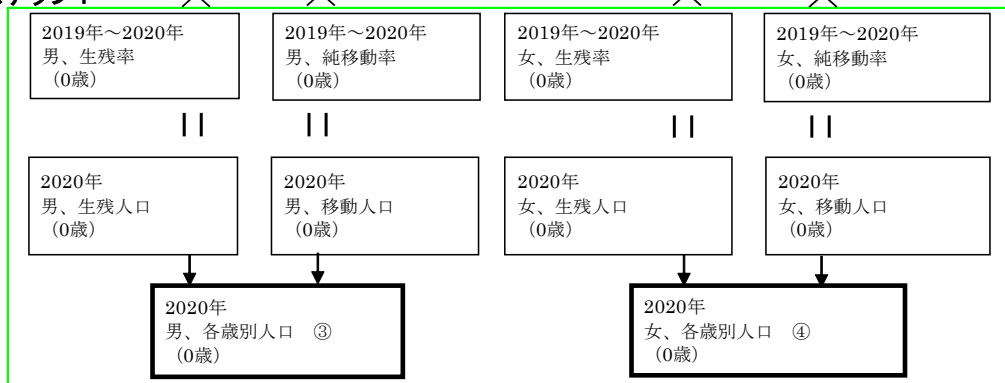 2019年～2020年
男、生残率
（0歳）
2019年～2020年
男、純移動率
（0歳）
2019年～2020年
女、生残率
（0歳）
2019年～2020年
女、純移動率
（0歳）
2020年
男、生残人口
（0歳）
2020年
男、移動人口
（0歳）
2020年
女、生残人口
（0歳）
2020年
女、移動人口
（0歳）
2020年
男、各歳別人口　③
（0歳）
2020年
女、各歳別人口　④
（0歳）